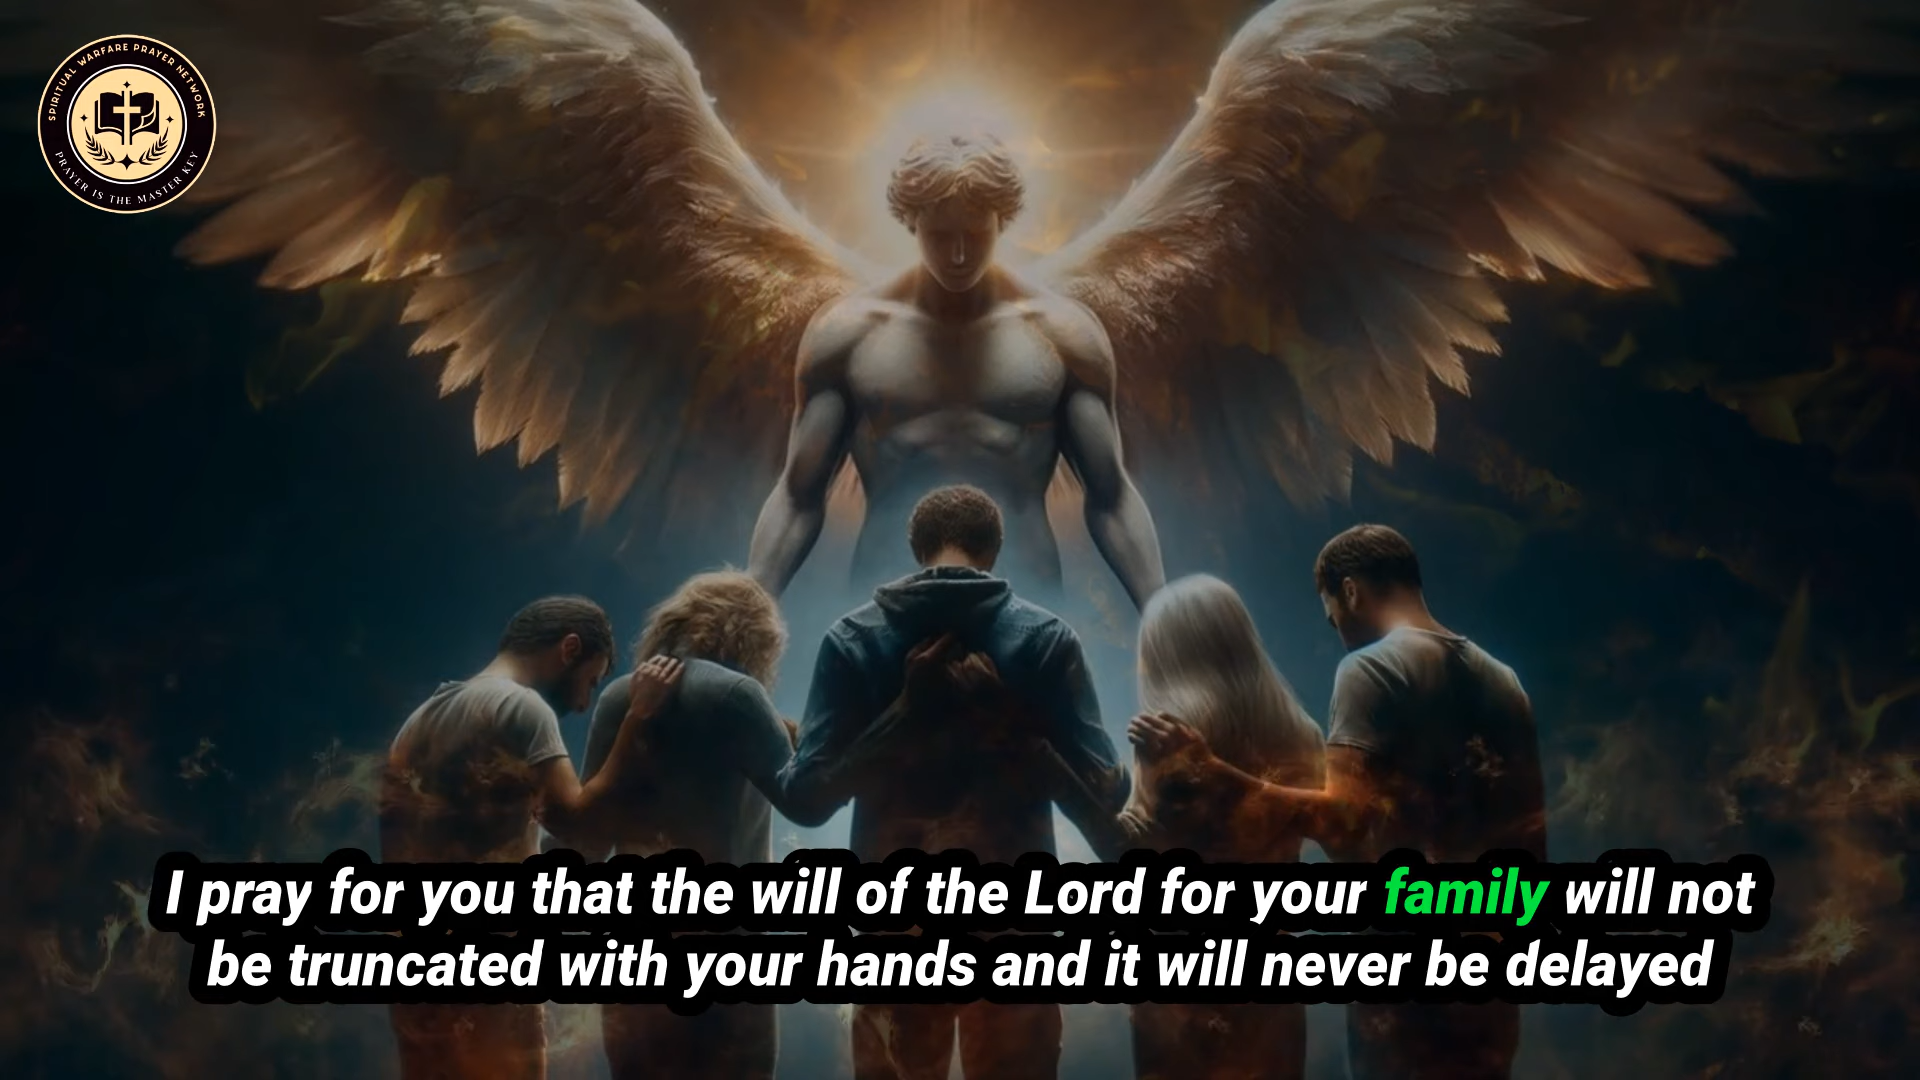 SPIRITUAL WARFARE PRAYER NETWORK
PRAYER IS THE MASTER KEY
I pray for you that the will of the Lord for your family will not
be truncated with your hands and it will never be delayed